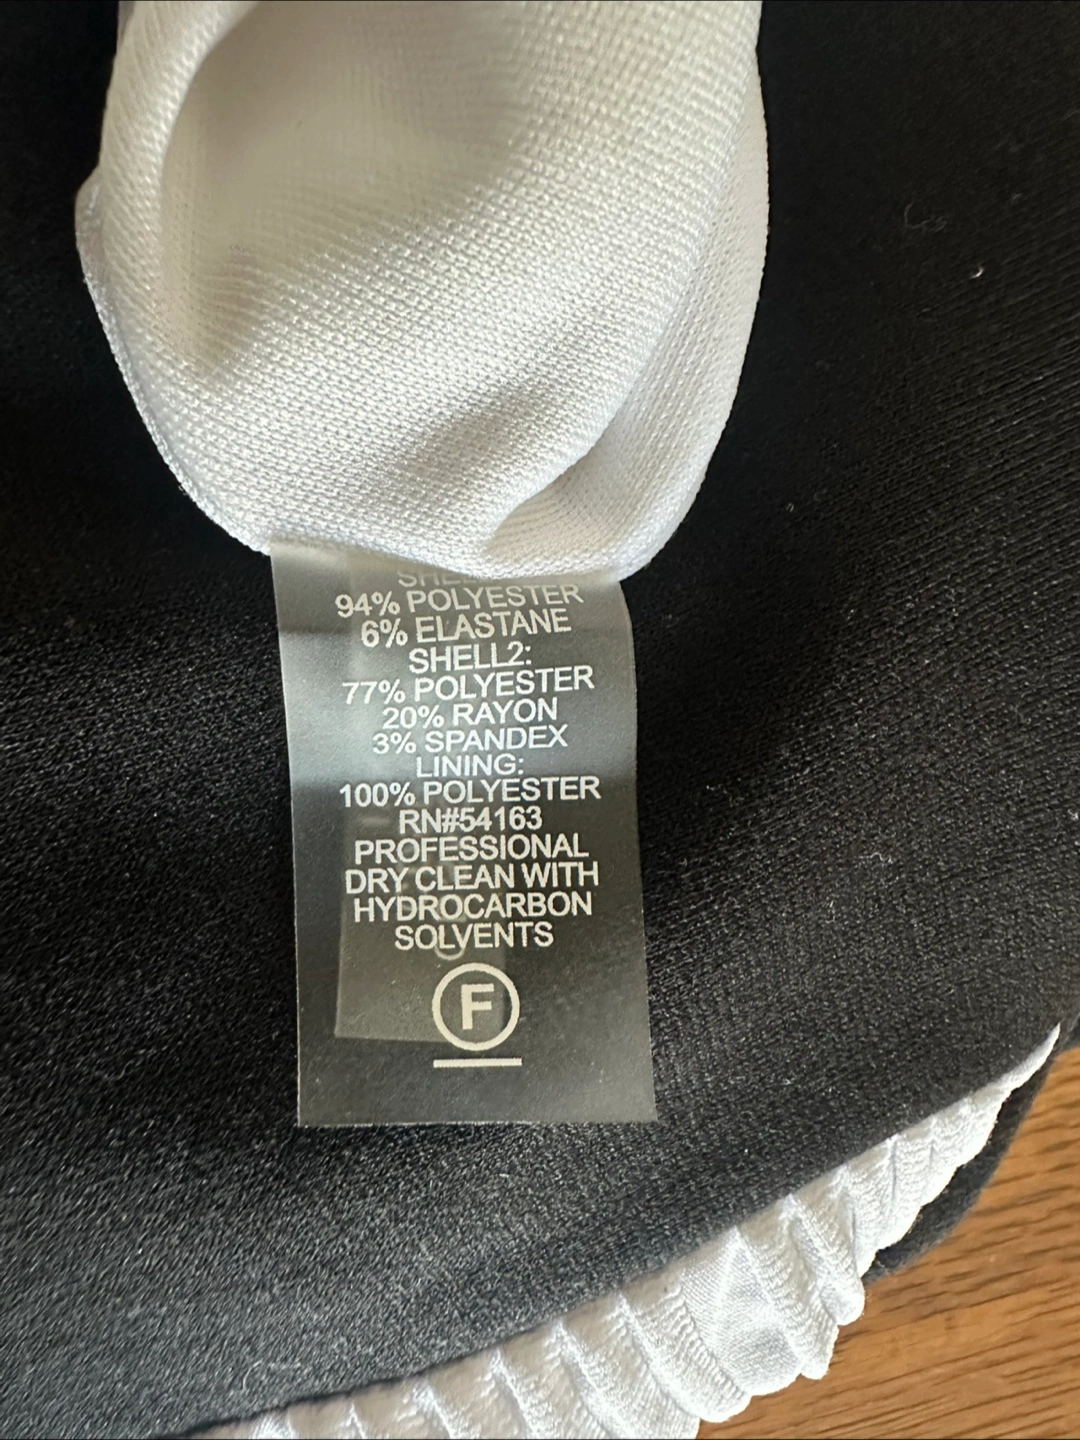 94% POLYESTER
6% ELASTANE
SHELL2:
77% POLYESTER
20% RAYON
3% SPANDEX
LINING:
100% POLYESTER
RN#54163
PROFESSIONAL
DRY CLEAN WITH
HYDROCARBON
SOLVENTS
F